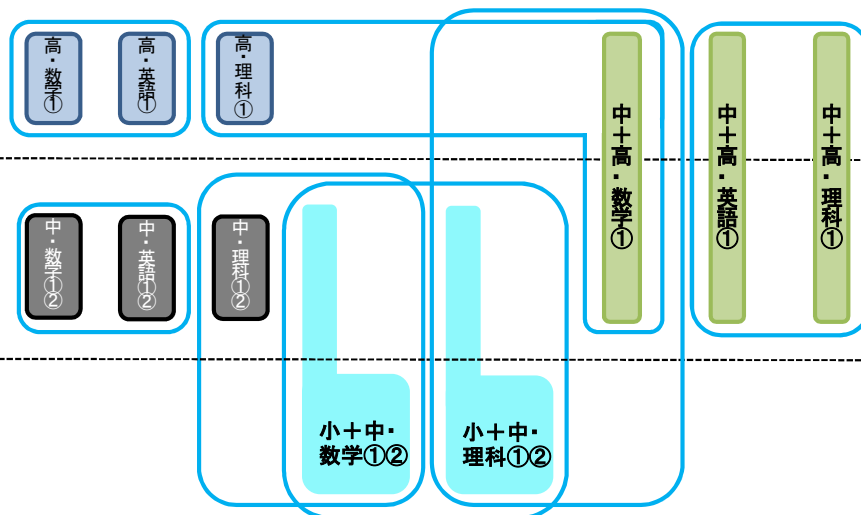 高・数学①
高・英語①
高・理科①
中＋高・数学①
中＋高・英語①
中＋高・理科①
中・数学①②
中・英語①②
中・理科①②
小＋中・
数学①②
小＋中・
理科①②